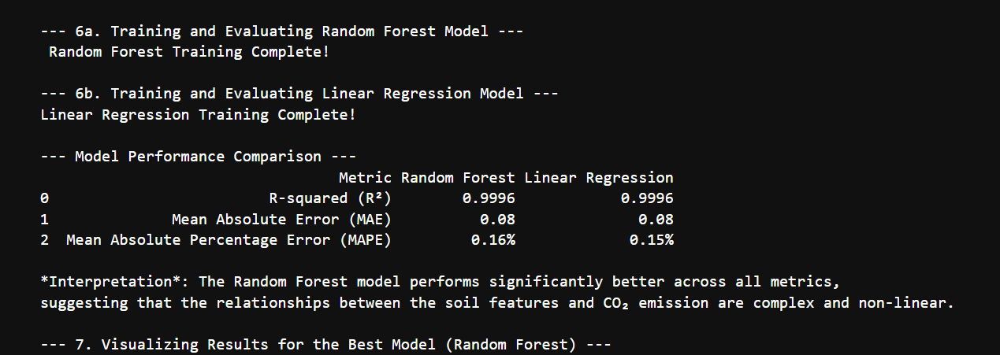 --- 6a. Training and Evaluating Random Forest Model ---
Random Forest Training Complete!
--- 6b. Training and Evaluating Linear Regression Model ---
Linear Regression Training Complete!
--- Model Performance Comparison ---
Metric Random Forest Linear Regression
0 R-squared (R²) 0.9996 0.9996
1 Mean Absolute Error (MAE) 0.08 0.08
2 Mean Absolute Percentage Error (MAPE) 0.16% 0.15%
*Interpretation*: The Random Forest model performs significantly better across all metrics,
suggesting that the relationships between the soil features and CO₂ emission are complex and non-linear.
--- 7. Visualizing Results for the Best Model (Random Forest) ---